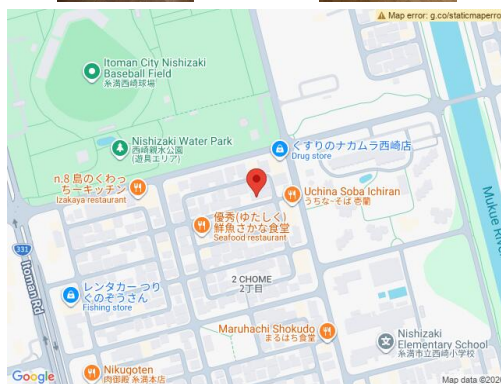 Map error: g.co/staticmaperro
Itoman City Nishizaki
Baseball Field
糸満西崎球場
Nishizaki Water Park
西崎親水公園
(遊具エリア)
くすりのナカムラ西崎店
Drug store
n.8 島のくわっ
ちーキッチン
Izakaya restaurant
Uchina Soba Ichiran
うちな~そば 壱蘭
優秀(ゆたしく)
鮮魚さかな食堂
Seafood restaurant
Mukue River
331
Itoman Rd
2 CHOME
2丁目
レンタカー つり
ぐのぞうさん
Fishing store
Maruhachi Shokudo
まるはち食堂
Nishizaki
Elementary School
糸満市立西崎小学校
Nikugoten
肉御殿 糸満本店
Google
Map data ©202